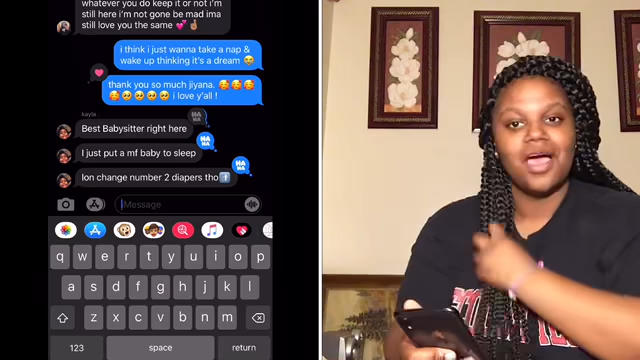 whatever you do keep it or not i'm
still here i'm not gone be mad ima
still love you the same 💕🤞🏽
i think i just wanna take a nap &
wake up thinking it's a dream 😭
thank you so much jiyana. 🥰🥰🥰
🥰🥺🥺🥺🥺🥺 i love y'all !
kayla
HA HA
Best Babysitter right here
HA HA
I just put a mf baby to sleep
HA HA
Ion change number 2 diapers tho
Message
q w e r t y u i o p
a s d f g h j k l
z x c v b n m
123 space return